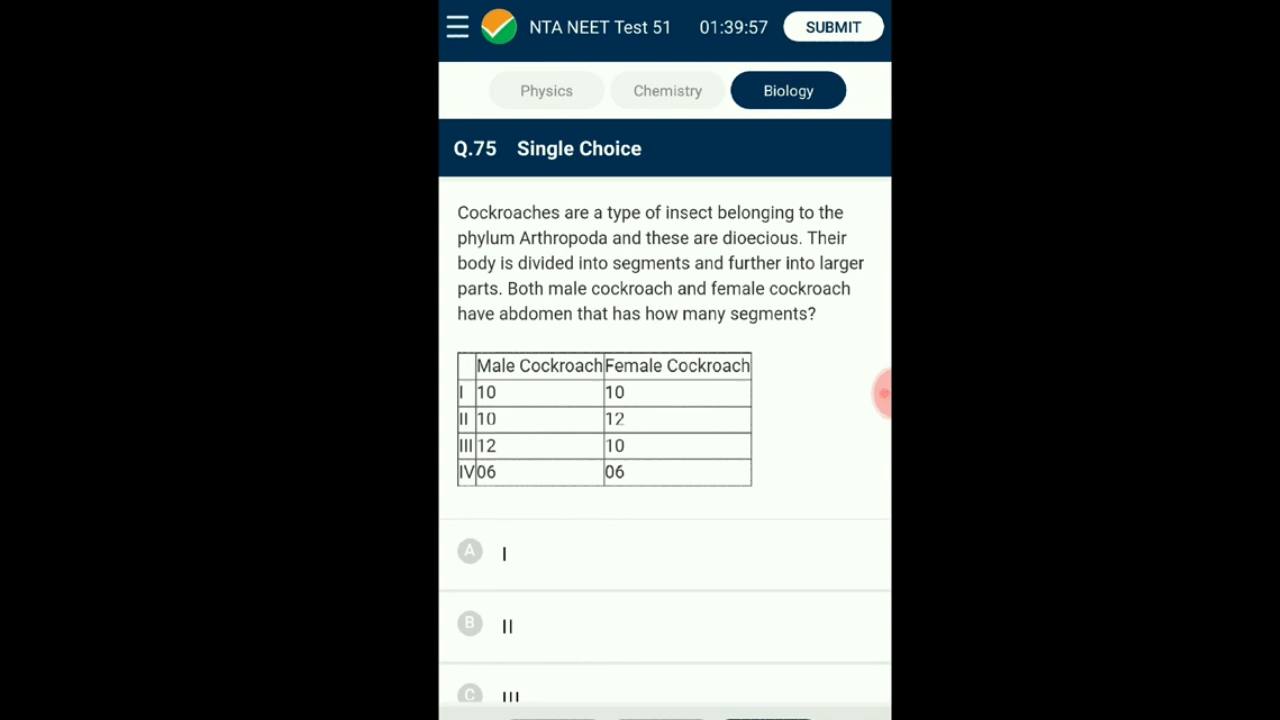 NTA NEET Test 51 01:39:57 SUBMIT
Physics Chemistry Biology
Q.75 Single Choice
Cockroaches are a type of insect belonging to the
phylum Arthropoda and these are dioecious. Their
body is divided into segments and further into larger
parts. Both male cockroach and female cockroach
have abdomen that has how many segments?
Male Cockroach Female Cockroach
I 10 10
II 10 12
III 12 10
IV 06 06
A I
B II
C III